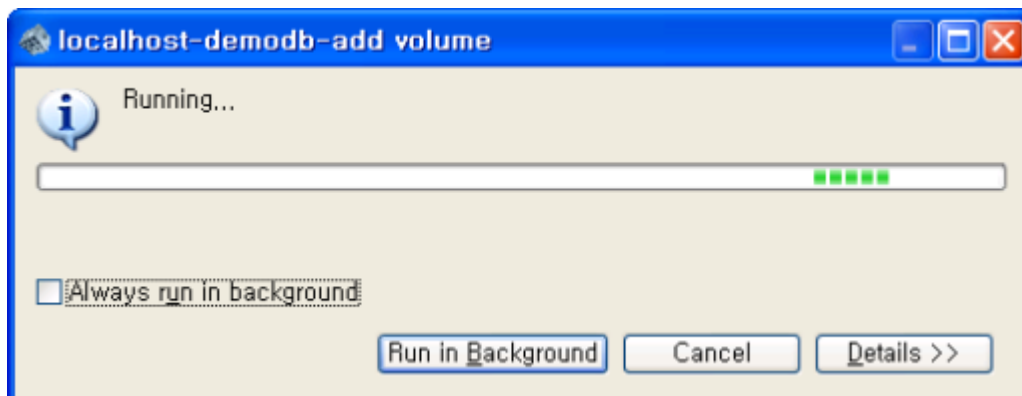 localhost-demodb-add volume
Running...
Always run in background
Run in Background
Cancel
Details >>